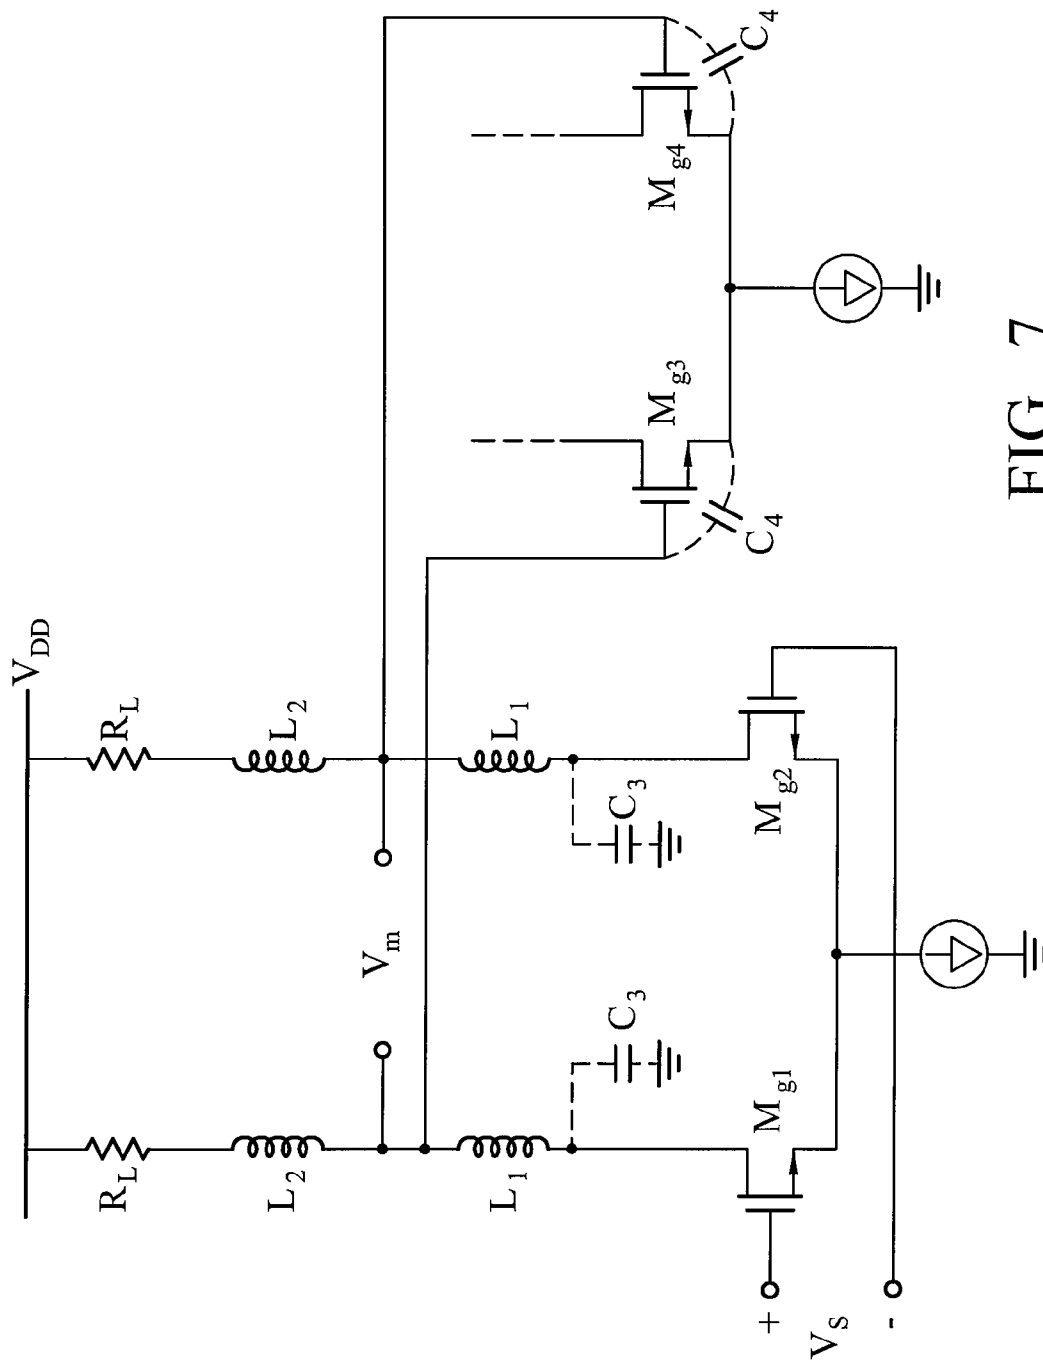 V_DD
R_L
R_L
L_2
L_2
V_m
L_1
L_1
C_3
C_3
M_g1
M_g2
+
V_S
-
M_g3
M_g4
C_4
C_4
FIG. 7